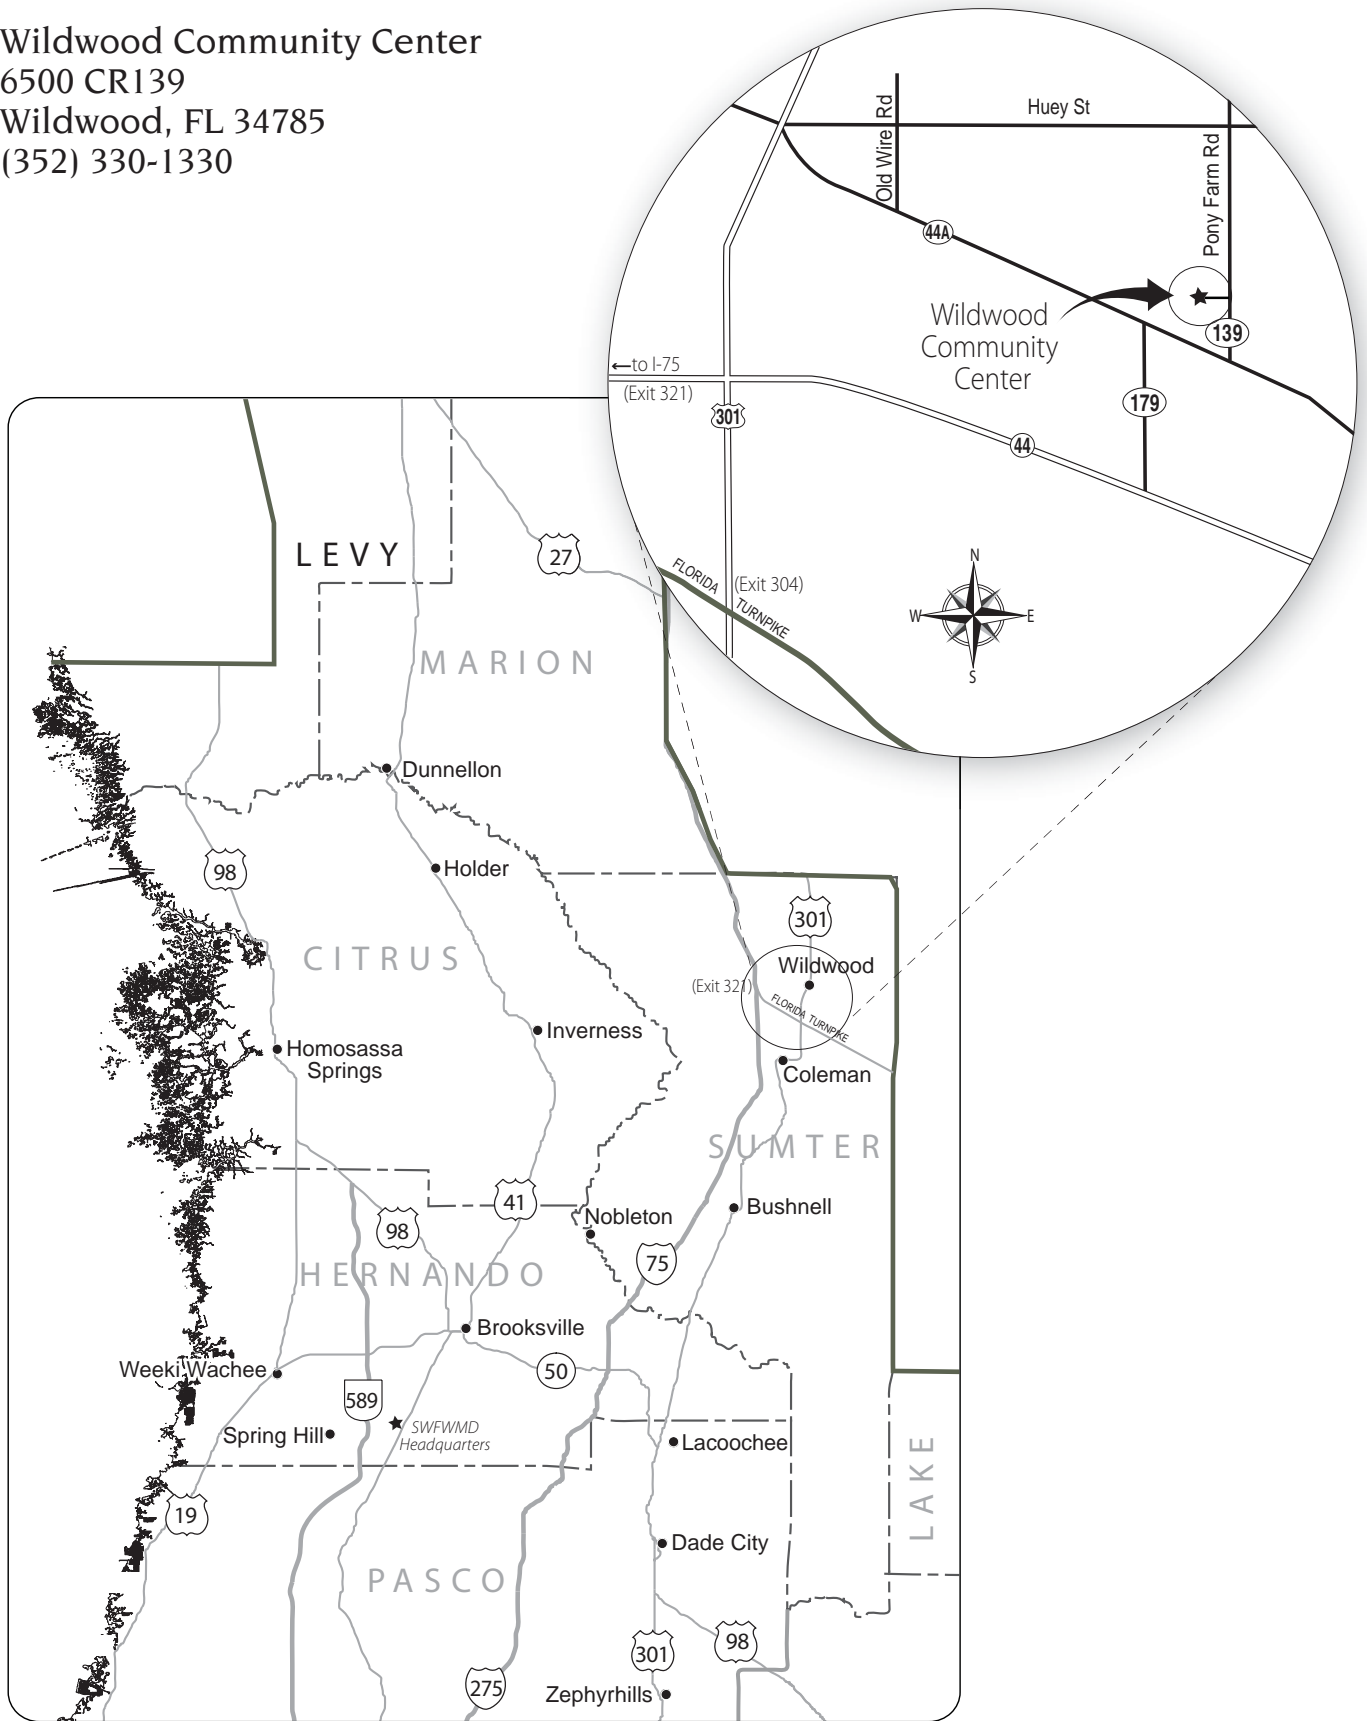 Wildwood Community Center
6500 CR139
Wildwood, FL 34785
(352) 330-1330
Huey St
Old Wire Rd
Pony Farm Rd
44A
Wildwood
Community
Center
139
←to I-75
(Exit 321)
301
179
44
FLORIDA
TURNPIKE
(Exit 304)
N
W
E
S
LEVY
27
MARION
Dunnellon
98
Holder
301
CITRUS
Wildwood
(Exit 321)
FLORIDA TURNPIKE
Inverness
Homosassa
Springs
Coleman
SUMTER
41
98
Nobleton
Bushnell
75
HERNANDO
Brooksville
Weeki Wachee
50
589
SWFWMD
Headquarters
Spring Hill
Lacoochee
LAKE
19
Dade City
PASCO
301
98
275
Zephyrhills